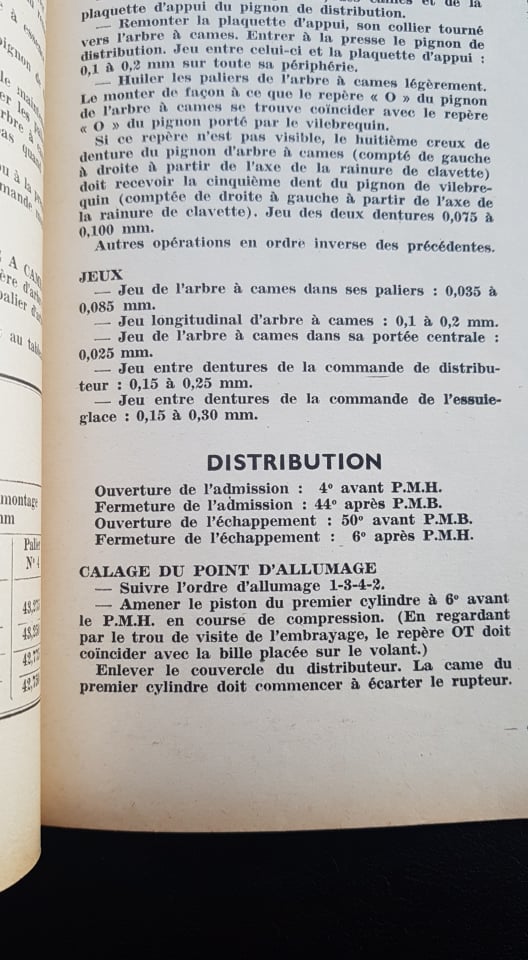 plaquette d'appui du pignon de distribution.
— Remonter la plaquette d'appui, son collier tourné
vers l'arbre à cames. Entrer à la presse le pignon de
distribution. Jeu entre celui-ci et la plaquette d'appui :
0,1 à 0,2 mm sur toute sa périphérie.
— Huiler les paliers de l'arbre à cames légèrement.
Le monter de façon à ce que le repère « O » du pignon
de l'arbre à cames se trouve coïncider avec le repère
« O » du pignon porté par le vilebrequin.
Si ce repère n'est pas visible, le huitième creux de
denture du pignon d'arbre à cames (compté de gauche
à droite à partir de l'axe de la rainure de clavette)
doit recevoir la cinquième dent du pignon de vilebre-
quin (comptée de droite à gauche à partir de l'axe de
la rainure de clavette). Jeu des deux dentures 0,075 à
0,100 mm.
Autres opérations en ordre inverse des précédentes.
JEUX
— Jeu de l'arbre à cames dans ses paliers : 0,035 à
0,085 mm.
— Jeu longitudinal d'arbre à cames : 0,1 à 0,2 mm.
— Jeu de l'arbre à cames dans sa portée centrale :
0,025 mm.
— Jeu entre dentures de la commande de distribu-
teur : 0,15 à 0,25 mm.
— Jeu entre dentures de la commande de l'essuie-
glace : 0,15 à 0,30 mm.
DISTRIBUTION
Ouverture de l'admission : 4° avant P.M.H.
Fermeture de l'admission : 44° après P.M.B.
Ouverture de l'échappement : 50° avant P.M.B.
Fermeture de l'échappement : 6° après P.M.H.
CALAGE DU POINT D'ALLUMAGE
— Suivre l'ordre d'allumage 1-3-4-2.
— Amener le piston du premier cylindre à 6° avant
le P.M.H. en course de compression. (En regardant
par le trou de visite de l'embrayage, le repère OT doit
coïncider avec la bille placée sur le volant.)
Enlever le couvercle du distributeur. La came du
premier cylindre doit commencer à écarter le rupteur.